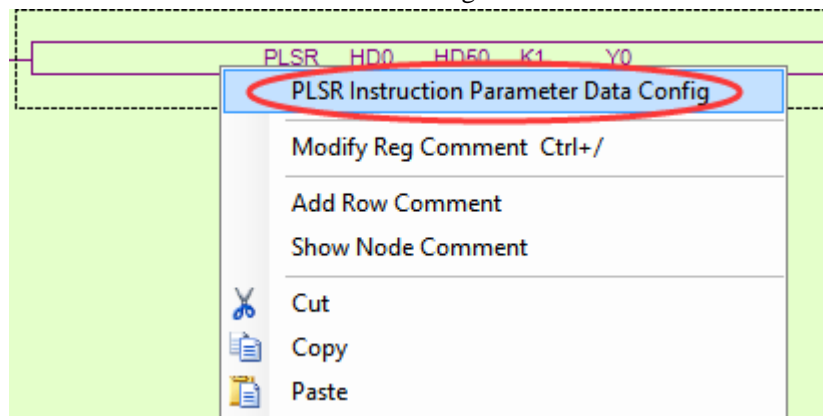 PLSR HD0 HD50 K1 Y0
PLSR Instruction Parameter Data Config
Modify Reg Comment Ctrl+/
Add Row Comment
Show Node Comment
Cut
Copy
Paste